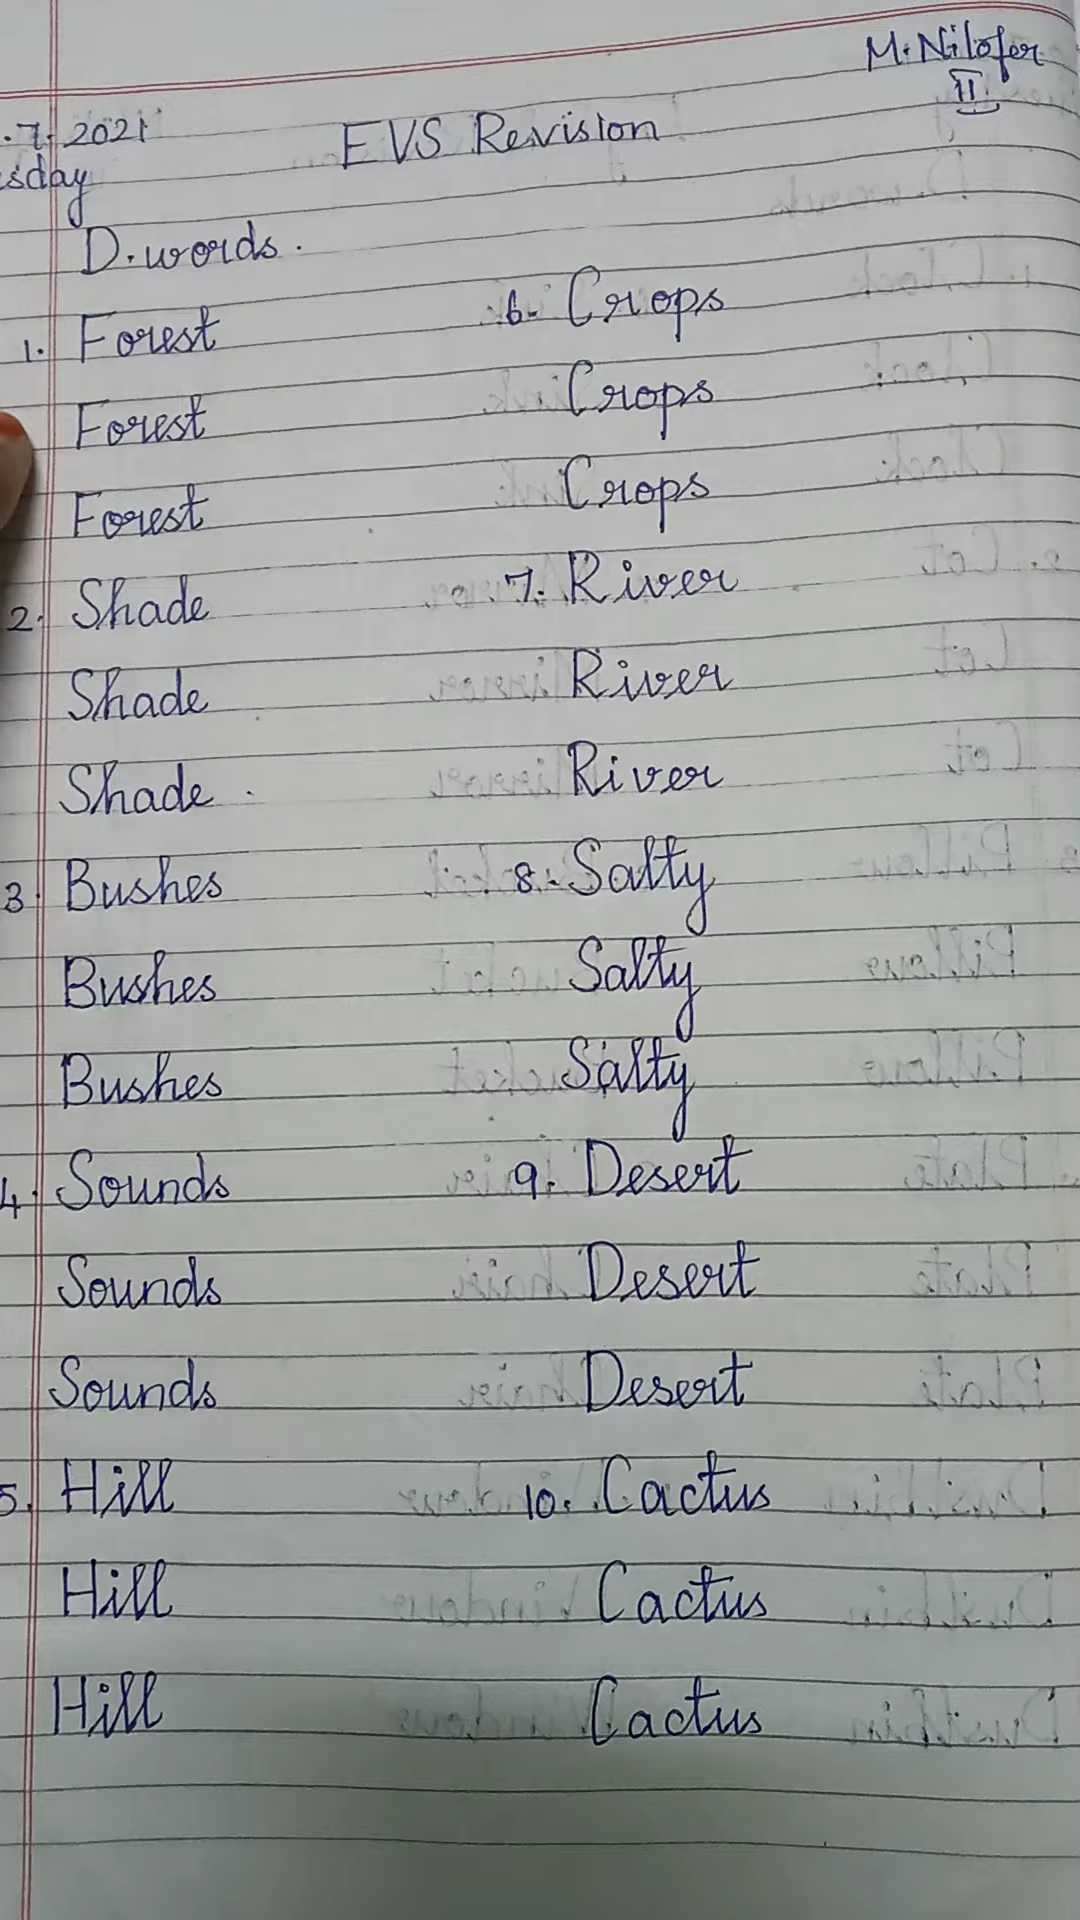 M. Nilofer
II
.7.2021
EVS Revision
sday
D. words.
1. Forest
Forest
Forest
2. Shade
Shade
Shade.
3. Bushes
Bushes
Bushes
4. Sounds
Sounds
Sounds
5. Hill
Hill
Hill
6. Crops
Crops
Crops
7. River
River
River
8. Salty
Salty
Salty
9. Desert
Desert
Desert
10. Cactus
Cactus
Cactus